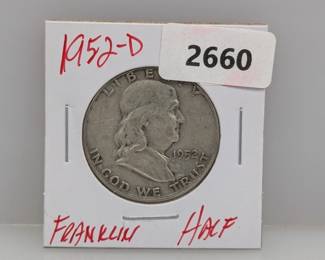 1952-D
2660
LIBERTY
1952
IN GOD WE TRUST
FRANKLIN HALF